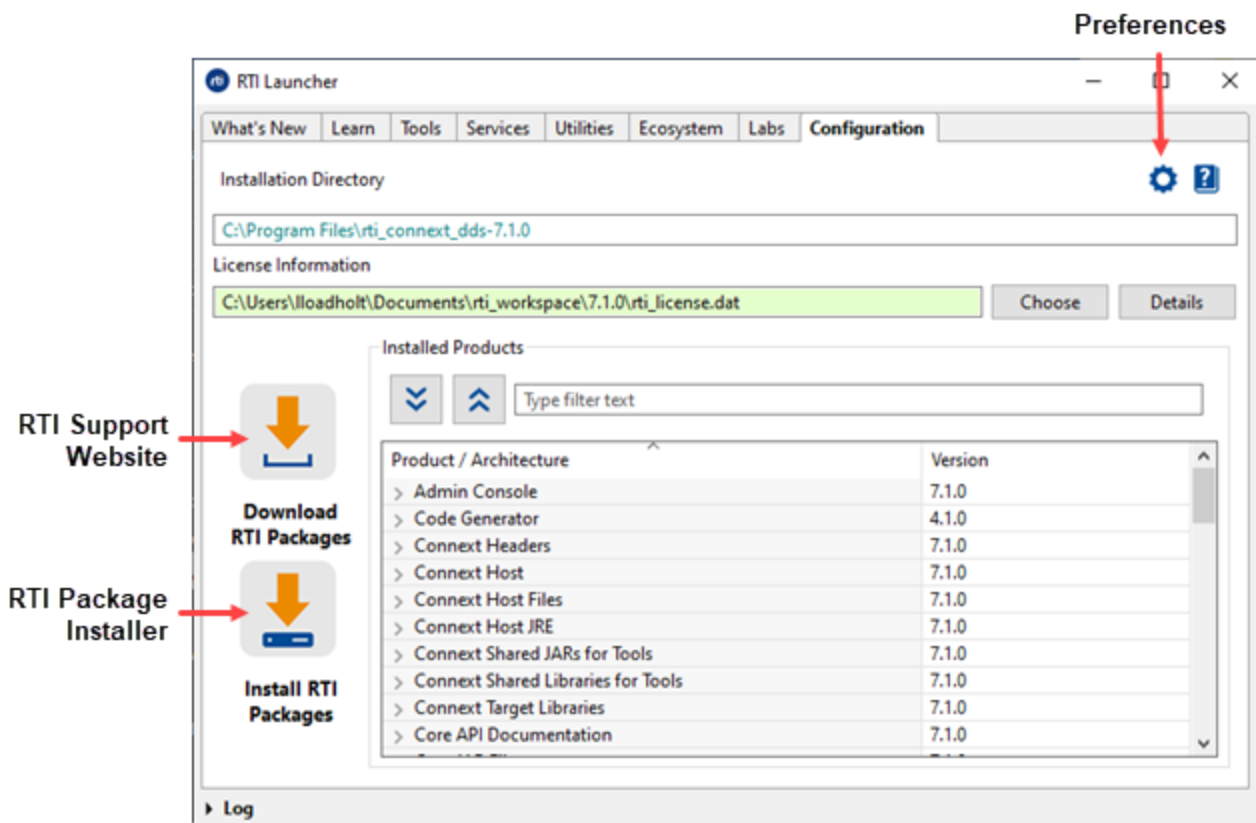 Preferences
rti RTI Launcher
What's New Learn Tools Services Utilities Ecosystem Labs Configuration
Installation Directory
C:\Program Files\rti_connext_dds-7.1.0
License Information
C:\Users\lloadholt\Documents\rti_workspace\7.1.0\rti_license.dat Choose Details
Installed Products
Type filter text
RTI Support
Website
Download
RTI Packages
RTI Package
Installer
Install RTI
Packages
Product / Architecture Version
Admin Console 7.1.0
Code Generator 4.1.0
Connext Headers 7.1.0
Connext Host 7.1.0
Connext Host Files 7.1.0
Connext Host JRE 7.1.0
Connext Shared JARs for Tools 7.1.0
Connext Shared Libraries for Tools 7.1.0
Connext Target Libraries 7.1.0
Core API Documentation 7.1.0
Log